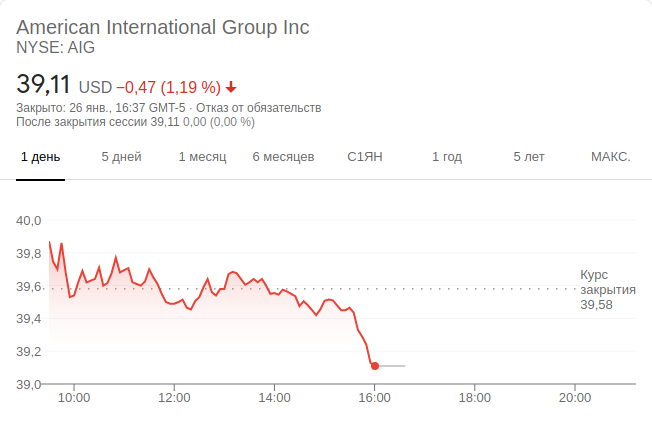 American International Group Inc
NYSE: AIG
39,11 USD −0,47 (1,19 %)
Закрыто: 26 янв., 16:37 GMT-5 · Отказ от обязательств
После закрытия сессии 39,11 0,00 (0,00 %)
1 день 5 дней 1 месяц 6 месяцев С1ЯН 1 год 5 лет МАКС.
40,0
39,8
39,6
39,4
39,2
39,0
Курс
закрытия
39,58
10:00 12:00 14:00 16:00 18:00 20:00